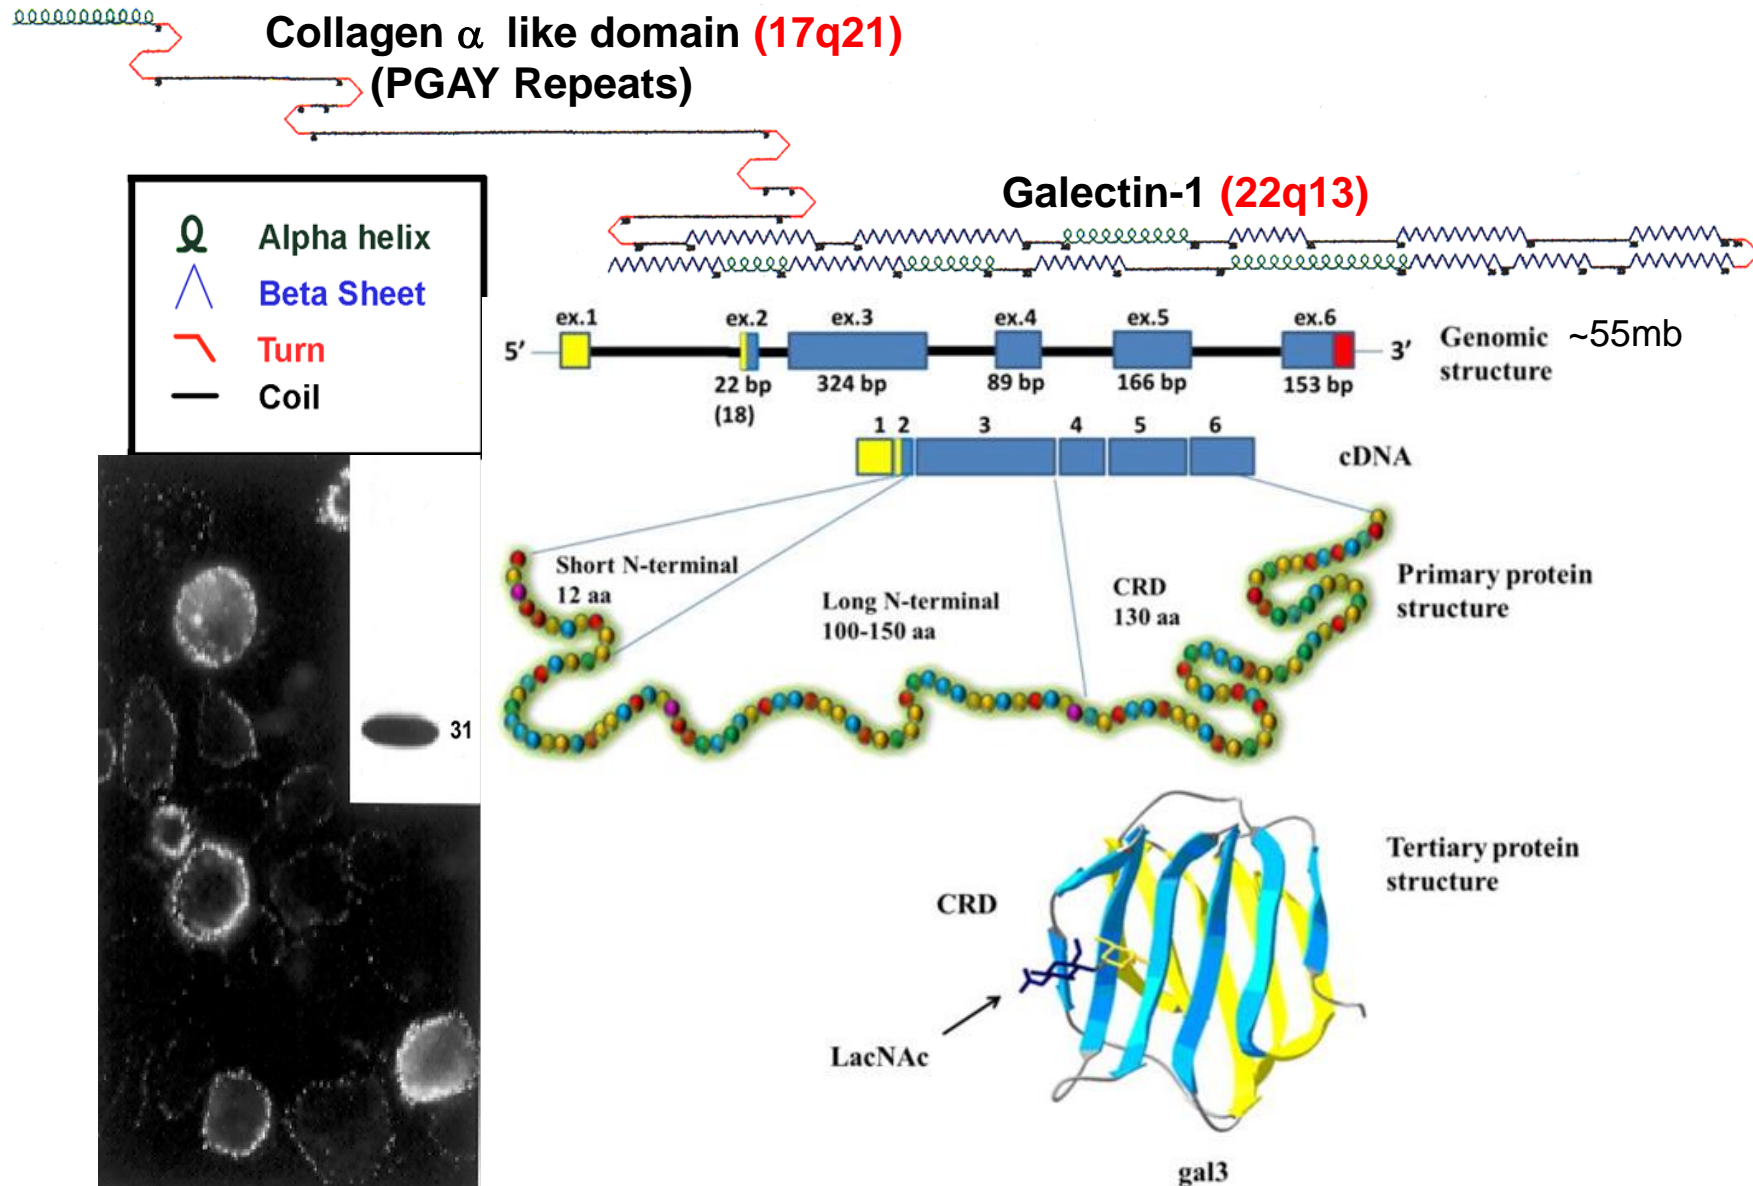 Collagen α like domain (17q21)
(PGAY Repeats)
Galectin-1 (22q13)
Alpha helix
Beta Sheet
Turn
Coil
ex.1 ex.2 ex.3 ex.4 ex.5 ex.6
5’ 3’
22 bp 324 bp 89 bp 166 bp 153 bp
(18)
Genomic ~55mb
structure
1 2 3 4 5 6
cDNA
Short N-terminal
12 aa
Long N-terminal
100-150 aa
CRD
130 aa
Primary protein
structure
31
Tertiary protein
structure
CRD
LacNAc
gal3